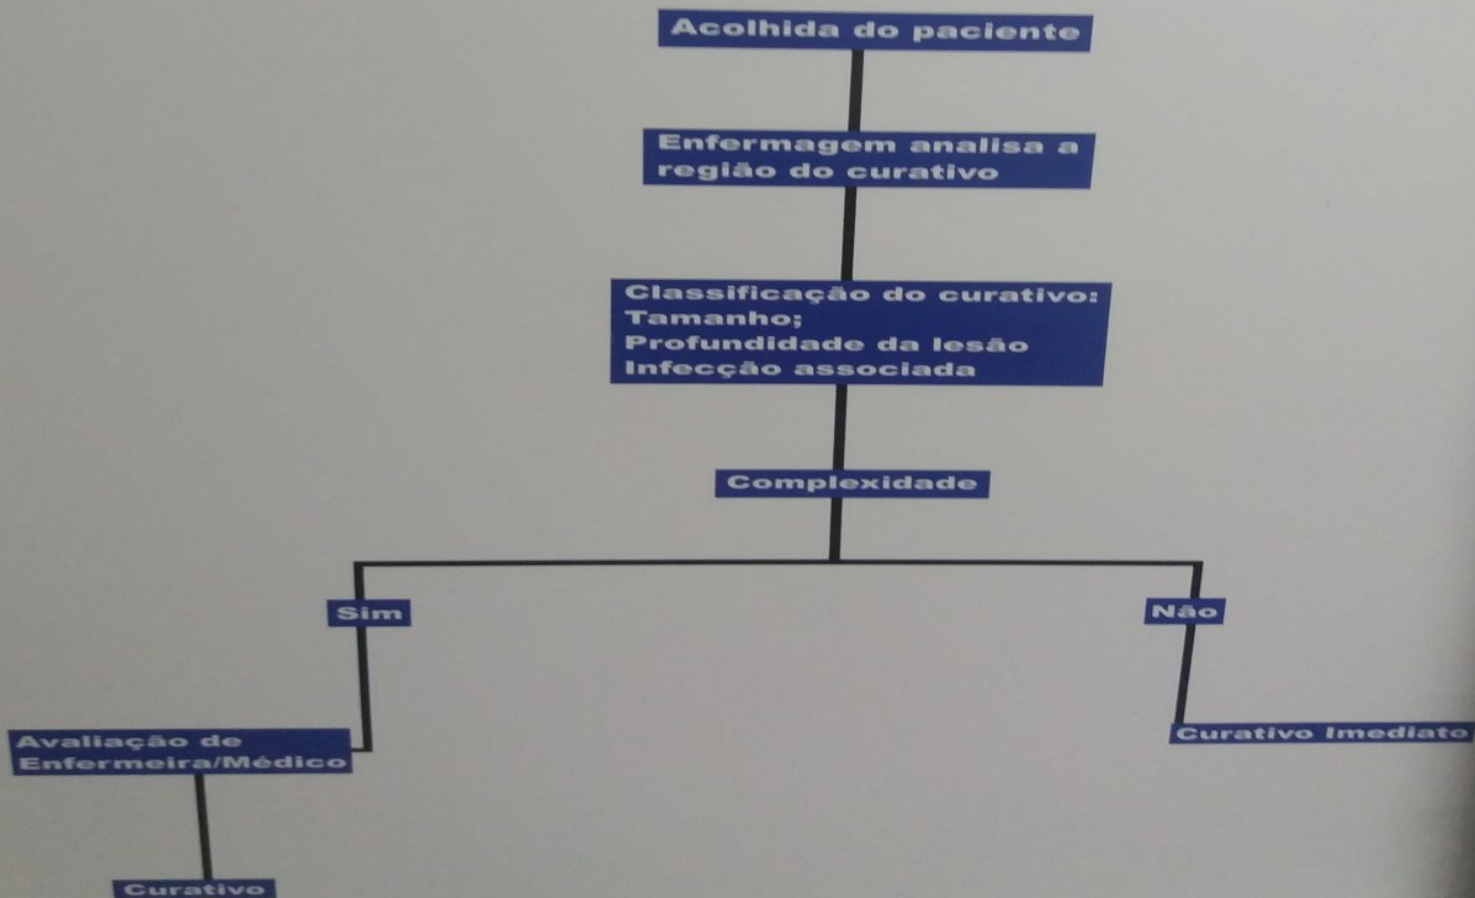 Acolhida do paciente
Enfermagem analisa a
região do curativo
Classificação do curativo:
Tamanho;
Profundidade da lesão
Infecção associada
Complexidade
Sim
Não
Avaliação de
Enfermeira/Médico
Curativo Imediato
Curativo